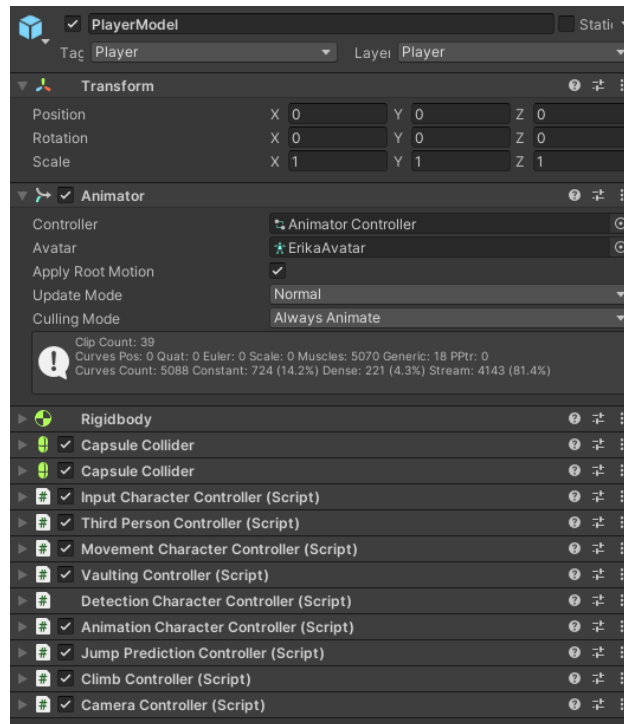 PlayerModel Static
Tag Player Layer Player
Transform
Position X 0 Y 0 Z 0
Rotation X 0 Y 0 Z 0
Scale X 1 Y 1 Z 1
Animator
Controller Animator Controller
Avatar ErikaAvatar
Apply Root Motion
Update Mode Normal
Culling Mode Always Animate
Clip Count: 39
Curves Pos: 0 Quat: 0 Euler: 0 Scale: 0 Muscles: 5070 Generic: 18 PPtr: 0
Curves Count: 5088 Constant: 724 (14.2%) Dense: 221 (4.3%) Stream: 4143 (81.4%)
Rigidbody
Capsule Collider
Capsule Collider
# Input Character Controller (Script)
# Third Person Controller (Script)
# Movement Character Controller (Script)
# Vaulting Controller (Script)
# Detection Character Controller (Script)
# Animation Character Controller (Script)
# Jump Prediction Controller (Script)
# Climb Controller (Script)
# Camera Controller (Script)